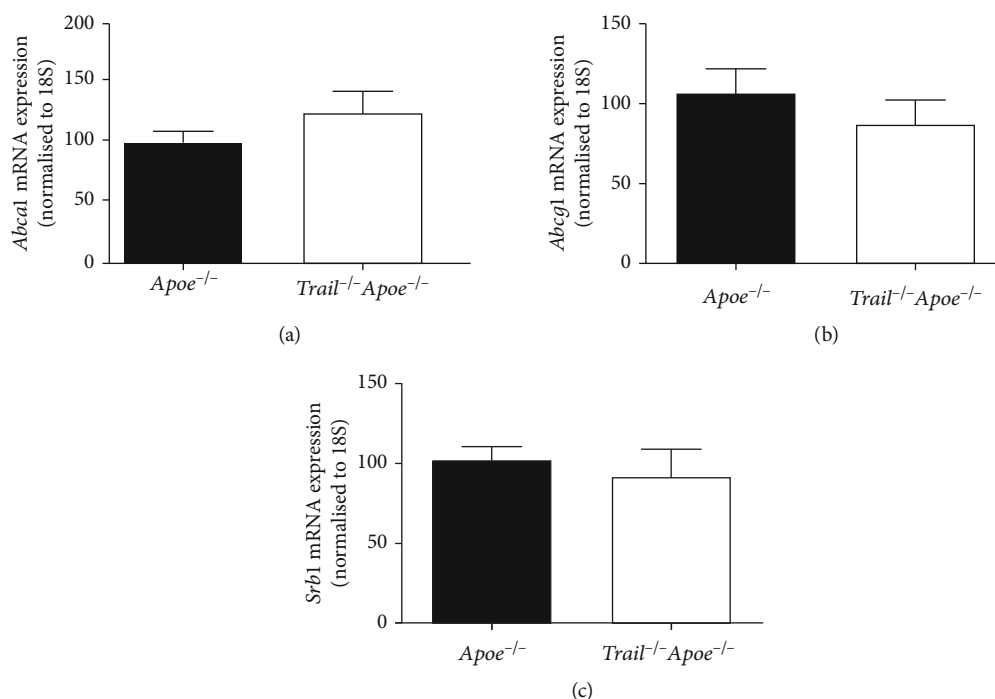 Abca1 mRNA expression
(normalised to 18S)
200
150
100
50
0
Apoe⁻/⁻
Trail⁻/⁻Apoe⁻/⁻
(a)
Abcg1 mRNA expression
(normalised to 18S)
150
100
50
0
Apoe⁻/⁻
Trail⁻/⁻Apoe⁻/⁻
(b)
Srb1 mRNA expression
(normalised to 18S)
150
100
50
0
Apoe⁻/⁻
Trail⁻/⁻Apoe⁻/⁻
(c)